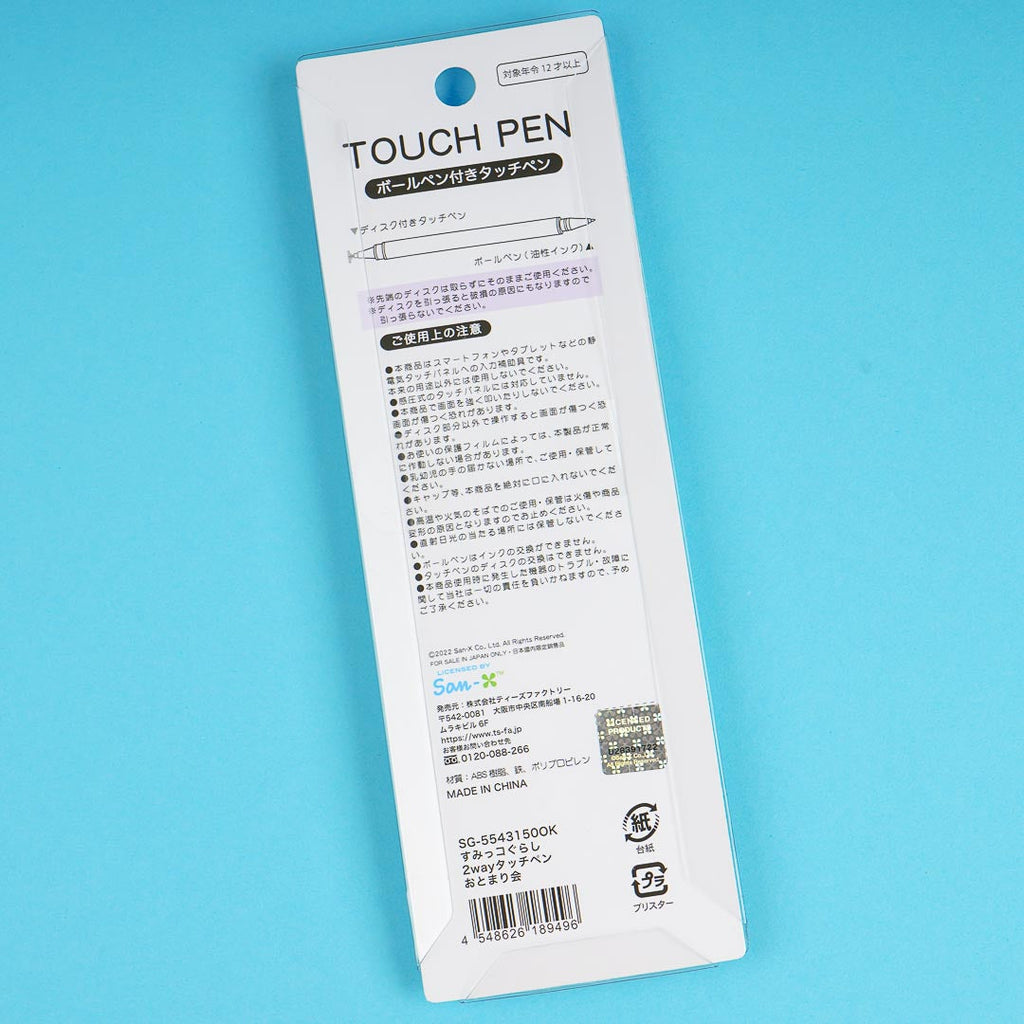 対象年令12才以上
TOUCH PEN
ボールペン付きタッチペン
▼ディスク付きタッチペン
ボールペン(油性インク)▲
※先端のディスクは取らずにそのままご使用ください。
※ディスクを引っ張ると破損の原因にもなりますので
引っ張らないでください。
ご使用上の注意
●本商品はスマートフォンやタブレットなどの静
電気タッチパネルへの入力補助具です。
本来の用途以外には使用しないでください。
●感圧式のタッチパネルには対応していません。
●本商品で画面を強く叩いたりしないでください。
画面が傷つく恐れがあります。
●ディスク部分以外で操作すると画面が傷つく恐
れがあります。
●お使いの保護フィルムによっては、本製品が正常
に作動しない場合があります。
●乳幼児の手の届かない場所で、ご使用・保管して
ください。
●キャップ等、本商品を絶対に口に入れないでくだ
さい。
●高温や火気のそばでのご使用・保管は火傷や商品
変形の原因となりますのでお止めください。
●直射日光の当たる場所には保管しないでくださ
い。
●ボールペンはインクの交換ができません。
●タッチペンのディスクの交換はできません。
●本商品使用時に発生した機器のトラブル・故障に
関して当社は一切の責任を負いかねますので、予め
ご了承ください。
©2022 San-X Co., Ltd. All Rights Reserved.
FOR SALE IN JAPAN ONLY・日本国内限定販売品
LICENSED BY
San-X™
発売元:株式会社ティーズファクトリー
〒542-0081 大阪市中央区南船場1-16-20
ムラキビル 6F
https://www.ts-fa.jp
お客様お問い合わせ先
0120-088-266
LICENSED
PRODUCT
材質:ABS樹脂、鉄、ポリプロピレン
MADE IN CHINA
SG-5543150OK
すみっコぐらし
2wayタッチペン
おとまり会
4 548626 189496
紙
台紙
プラ
ブリスター